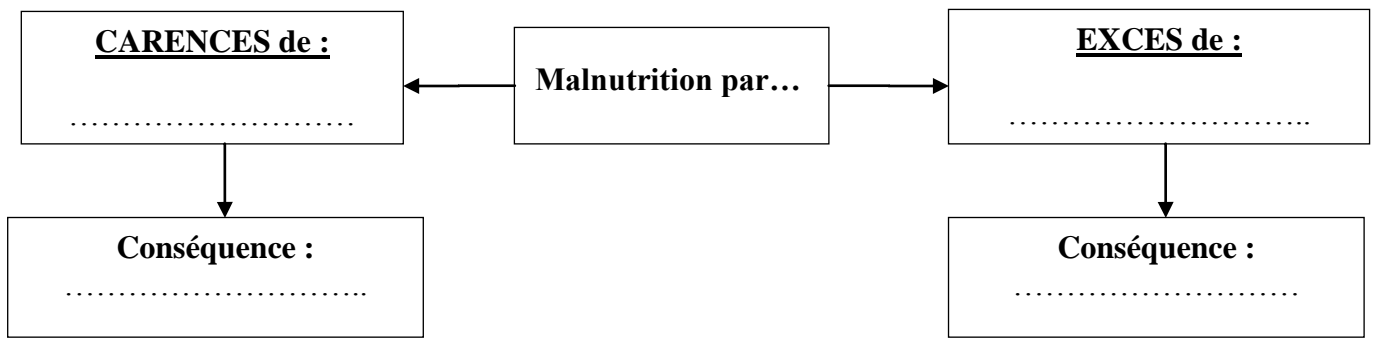 CARENCES de :
………………………
Malnutrition par…
EXCES de :
………………………..
Conséquence :
………………………..
Conséquence :
………………………